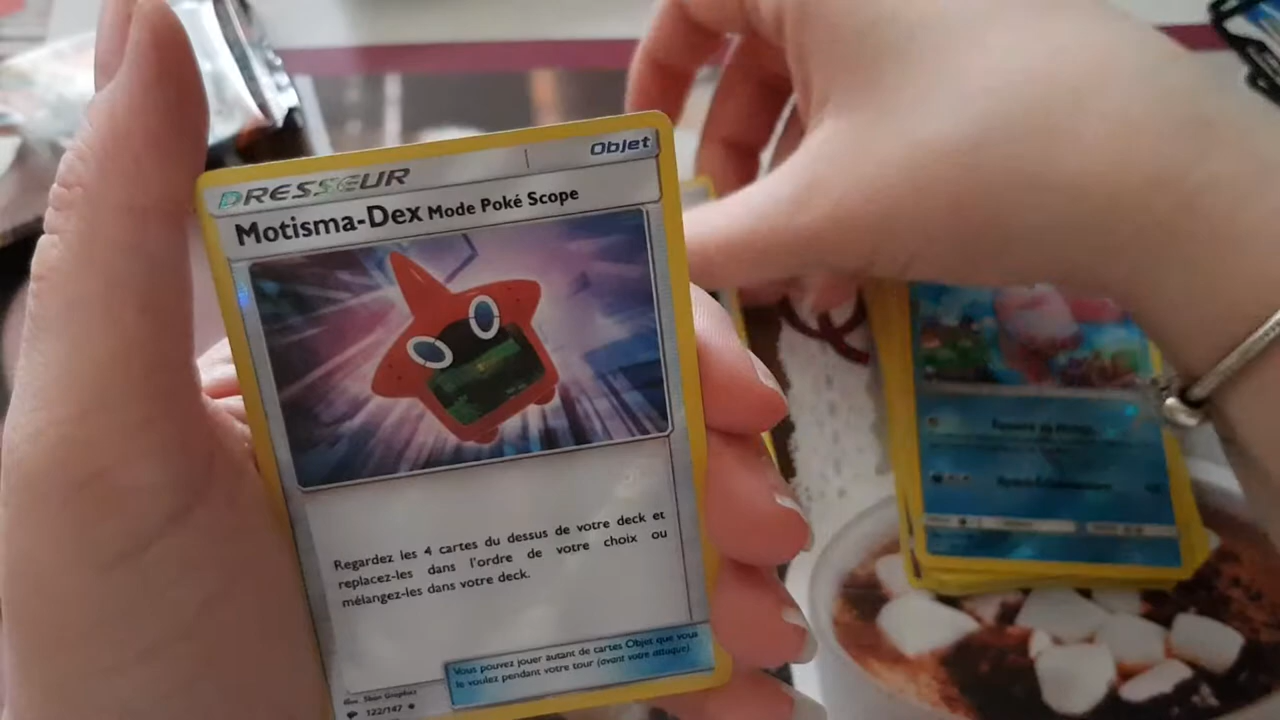 DRESSEUR
Objet
Motisma-Dex Mode Poké Scope
Regardez les 4 cartes du dessus de votre deck et
replacez-les dans l'ordre de votre choix ou
mélangez-les dans votre deck.
Vous pouvez jouer autant de cartes Objet que vous
le voulez pendant votre tour (avant votre attaque).
122/147